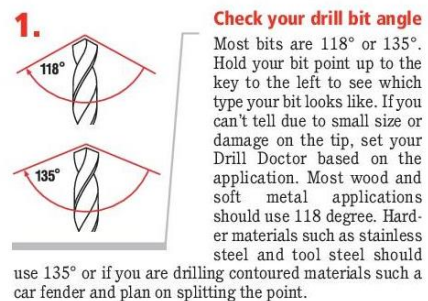 1.
118°
135°
Check your drill bit angle
Most bits are 118° or 135°.
Hold your bit point up to the
key to the left to see which
type your bit looks like. If you
can't tell due to small size or
damage on the tip, set your
Drill Doctor based on the
application. Most wood and
soft metal applications
should use 118 degree. Hard-
er materials such as stainless
steel and tool steel should
use 135° or if you are drilling contoured materials such a
car fender and plan on splitting the point.